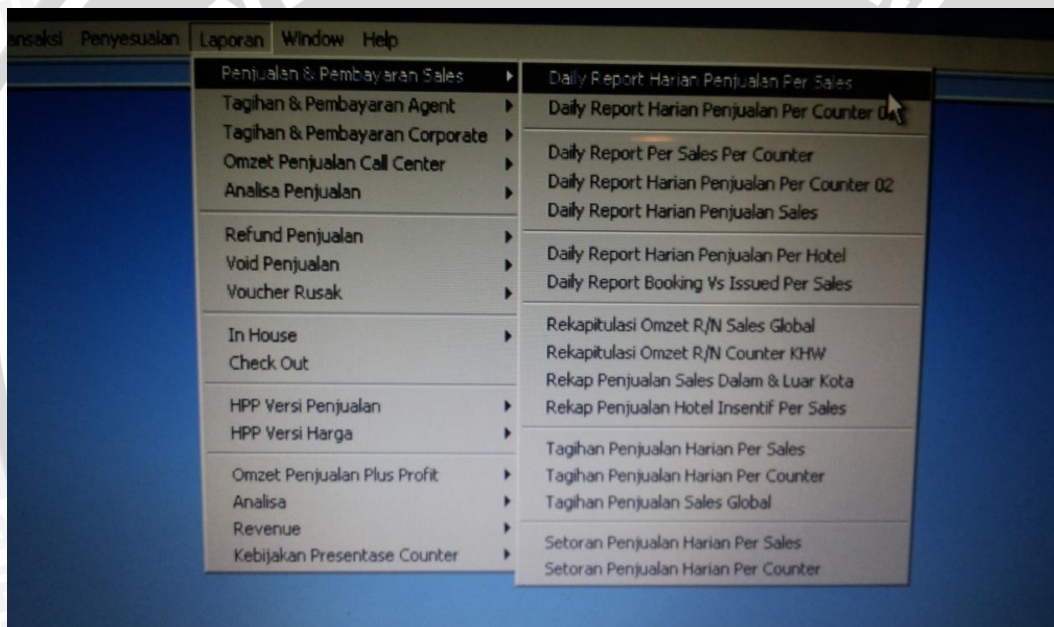 ansaksi Penyesuaian Laporan Window Help
Penjualan & Pembayaran Sales
Tagihan & Pembayaran Agent
Tagihan & Pembayaran Corporate
Omzet Penjualan Call Center
Analisa Penjualan
Refund Penjualan
Void Penjualan
Voucher Rusak
In House
Check Out
HPP Versi Penjualan
HPP Versi Harga
Omzet Penjualan Plus Profit
Analisa
Revenue
Kebijakan Presentase Counter
Daily Report Harian Penjualan Per Sales
Daily Report Harian Penjualan Per Counter
Daily Report Per Sales Per Counter
Daily Report Harian Penjualan Per Counter 02
Daily Report Harian Penjualan Sales
Daily Report Harian Penjualan Per Hotel
Daily Report Booking Vs Issued Per Sales
Rekapitulasi Omzet R/N Sales Global
Rekapitulasi Omzet R/N Counter KHW
Rekap Penjualan Sales Dalam & Luar Kota
Rekap Penjualan Hotel Insentif Per Sales
Tagihan Penjualan Harian Per Sales
Tagihan Penjualan Harian Per Counter
Tagihan Penjualan Sales Global
Setoran Penjualan Harian Per Sales
Setoran Penjualan Harian Per Counter